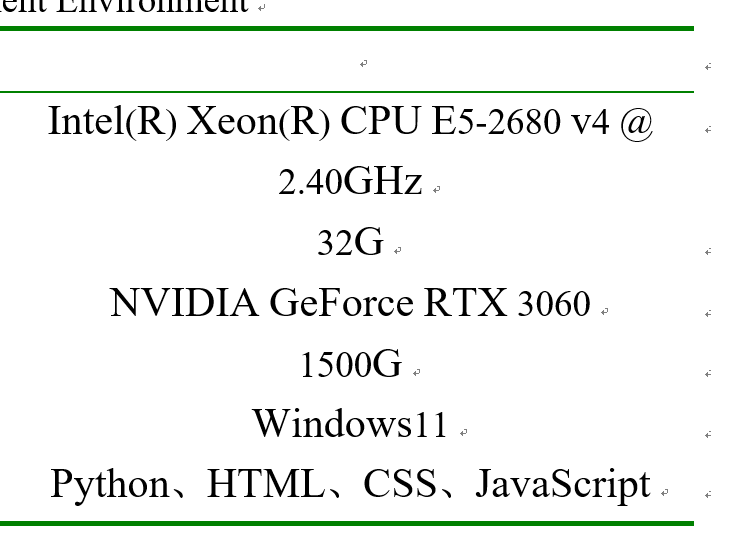 Environment
Intel(R) Xeon(R) CPU E5-2680 v4 @
2.40GHz
32G
NVIDIA GeForce RTX 3060
1500G
Windows11
Python、HTML、CSS、JavaScript